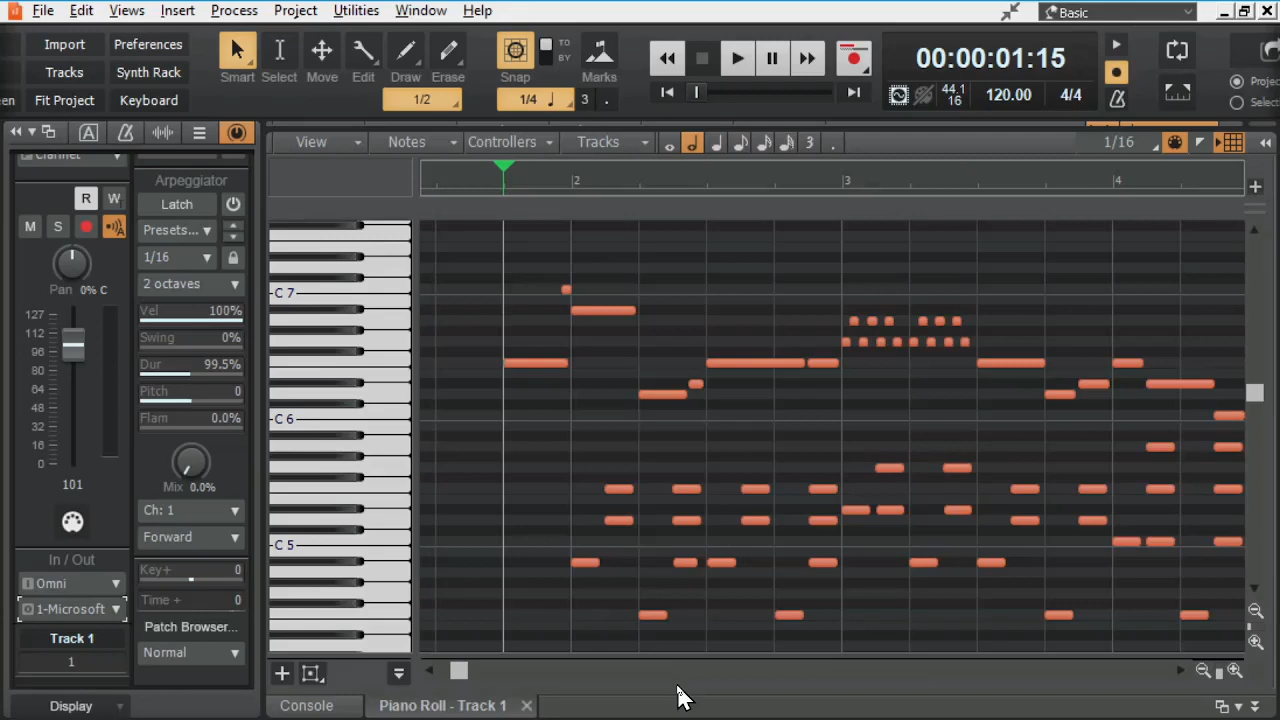 File Edit Views Insert Process Project Utilities Window Help
Basic
Import Preferences
Tracks Synth Rack
Fit Project Keyboard
Smart Select Move Edit Draw Erase
1/2
Snap TO BY Marks
1/4 3 .
00:00:01:15
44.1 16 120.00 4/4
Project
Select
View Notes Controllers Tracks 3 . 1/16
Clarinet
R W
M S
Pan 0% C
127
112
96
80
64
48
32
16
0
101
In / Out
Omni
1-Microsoft
Track 1
1
Display
Arpeggiator
Latch
Presets...
1/16
2 octaves
Vel 100%
Swing 0%
Dur 99.5%
Pitch 0
Flam 0.0%
Mix 0.0%
Ch: 1
Forward
Key+ 0
Time + 0
Patch Browser...
Normal
2 3 4
C 7
C 6
C 5
Console Piano Roll - Track 1